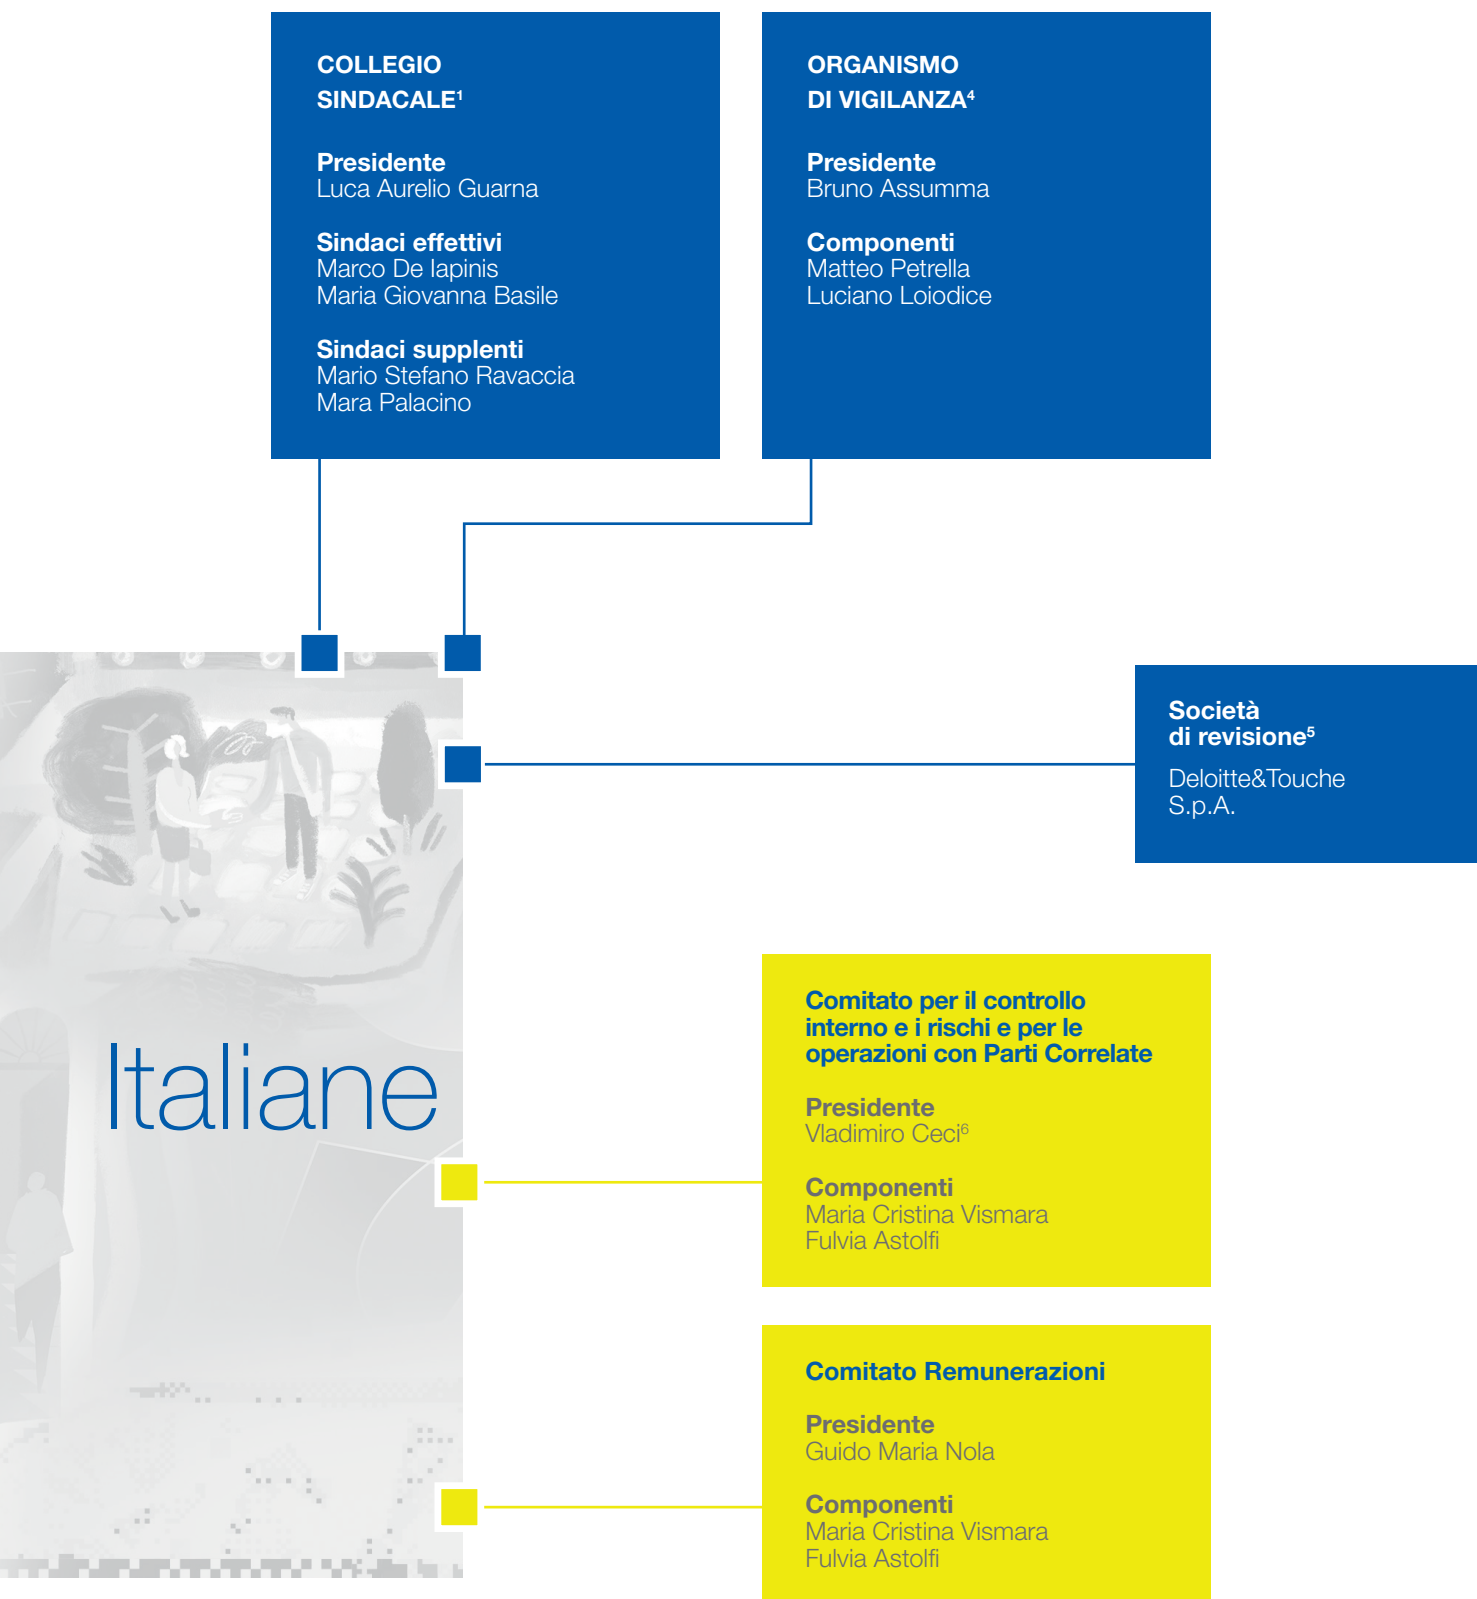 COLLEGIO
SINDACALE¹
Presidente
Luca Aurelio Guarna
Sindaci effettivi
Marco De Iapinis
Maria Giovanna Basile
Sindaci supplenti
Mario Stefano Ravaccia
Mara Palacino
ORGANISMO
DI VIGILANZA⁴
Presidente
Bruno Assumma
Componenti
Matteo Petrella
Luciano Loiodice
Società
di revisione⁵
Deloitte&Touche
S.p.A.
Italiane
Comitato per il controllo
interno e i rischi e per le
operazioni con Parti Correlate
Presidente
Vladimiro Ceci⁶
Componenti
Maria Cristina Vismara
Fulvia Astolfi
Comitato Remunerazioni
Presidente
Guido Maria Nola
Componenti
Maria Cristina Vismara
Fulvia Astolfi